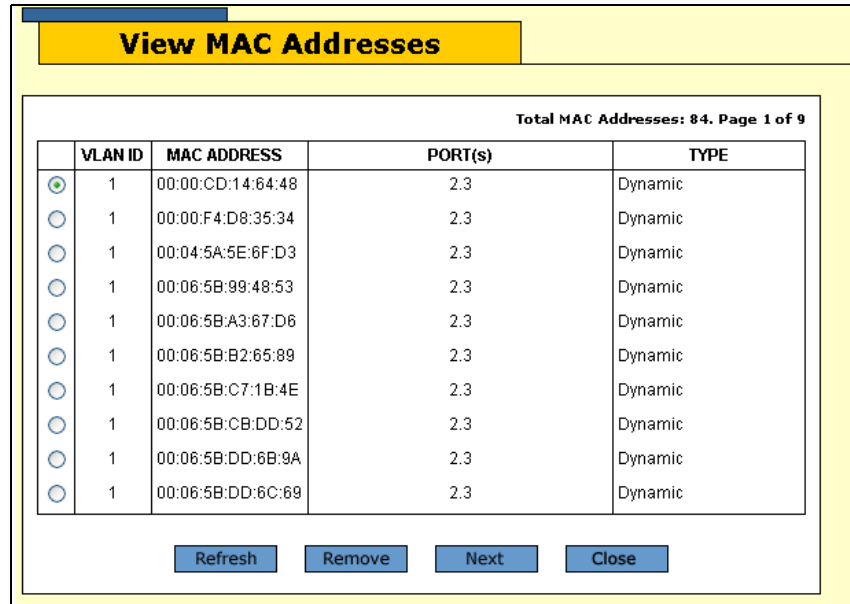 View MAC Addresses
Total MAC Addresses: 84. Page 1 of 9
VLAN ID MAC ADDRESS PORT(s) TYPE
1 00:00:CD:14:64:48 2.3 Dynamic
1 00:00:F4:D8:35:34 2.3 Dynamic
1 00:04:5A:5E:6F:D3 2.3 Dynamic
1 00:06:5B:99:48:53 2.3 Dynamic
1 00:06:5B:A3:67:D6 2.3 Dynamic
1 00:06:5B:B2:65:89 2.3 Dynamic
1 00:06:5B:C7:1B:4E 2.3 Dynamic
1 00:06:5B:CB:DD:52 2.3 Dynamic
1 00:06:5B:DD:6B:9A 2.3 Dynamic
1 00:06:5B:DD:6C:69 2.3 Dynamic
Refresh Remove Next Close